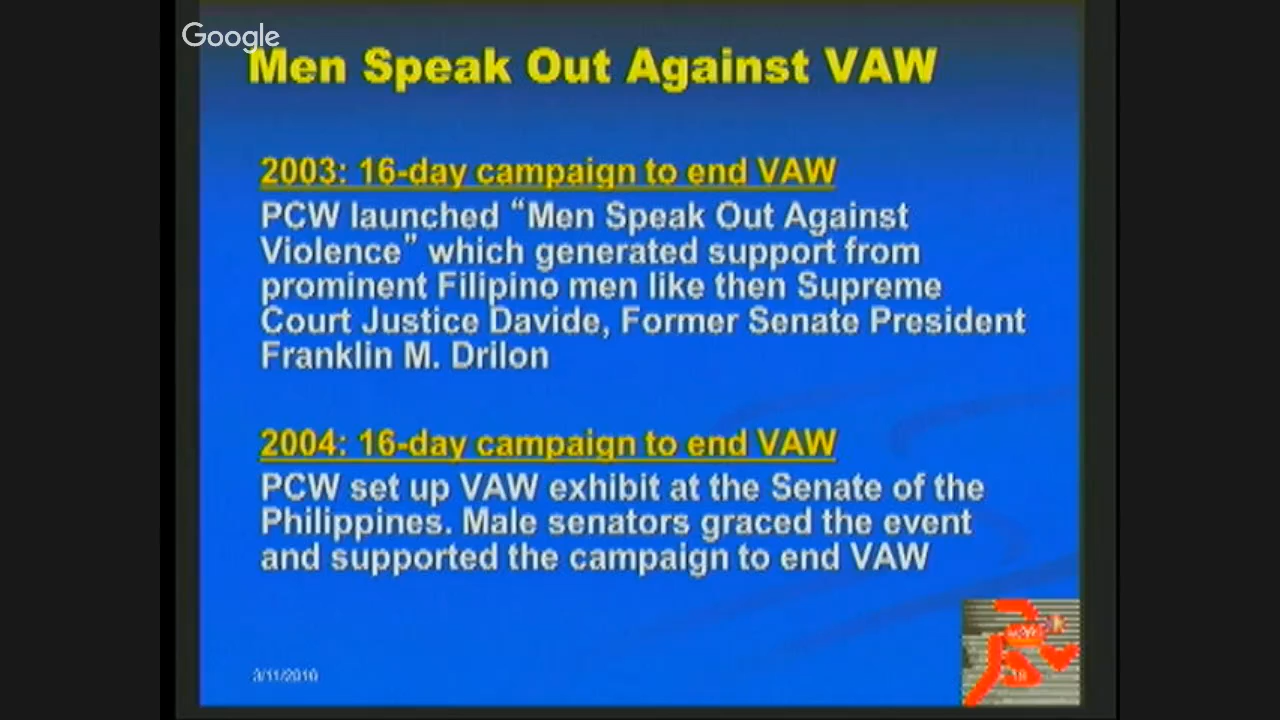 Google
Men Speak Out Against VAW
2003: 16-day campaign to end VAW
PCW launched “Men Speak Out Against
Violence” which generated support from
prominent Filipino men like then Supreme
Court Justice Davide, Former Senate President
Franklin M. Drilon
2004: 16-day campaign to end VAW
PCW set up VAW exhibit at the Senate of the
Philippines. Male senators graced the event
and supported the campaign to end VAW